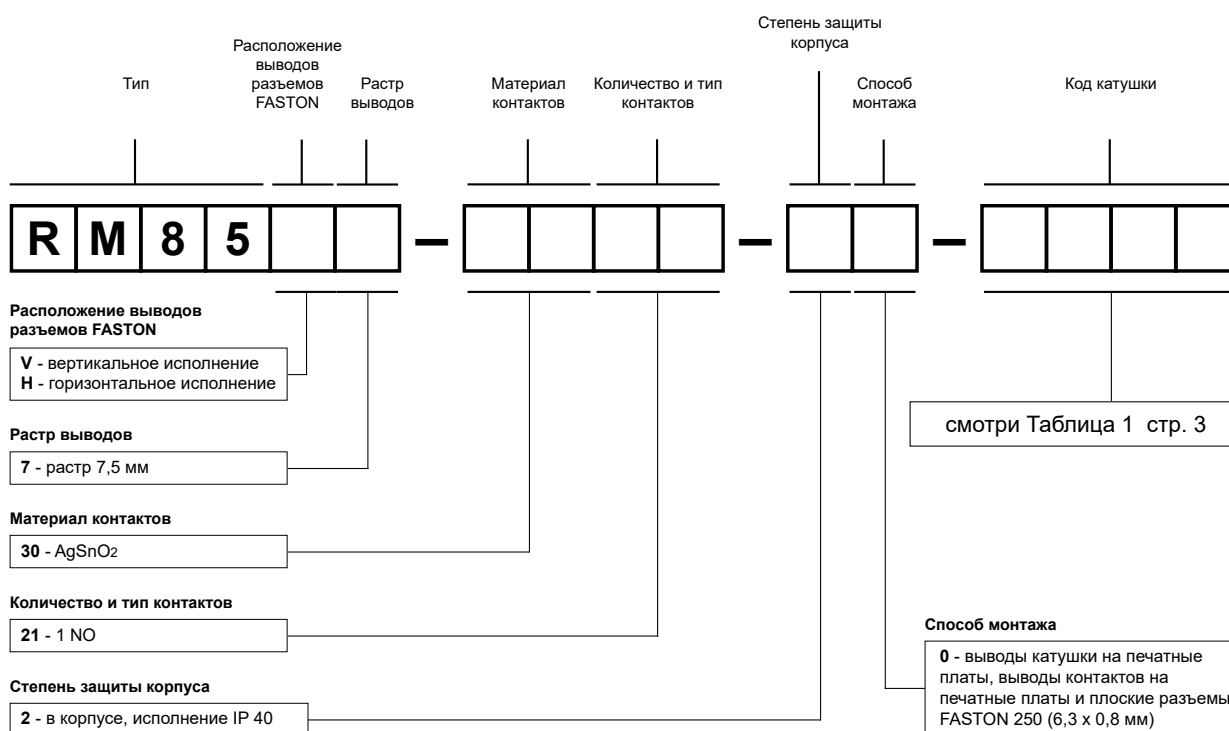 Степень защиты
корпуса
Расположение
выводов
разъемов
FASTON
Тип
Растр
выводов
Материал
контактов
Количество и тип
контактов
Способ
монтажа
Код катушки
R M 8 5 – – –
Расположение выводов
разъемов FASTON
V - вертикальное исполнение
H - горизонтальное исполнение
смотри Таблица 1 стр. 3
Растр выводов
7 - растр 7,5 мм
Материал контактов
30 - AgSnO2
Количество и тип контактов
21 - 1 NO
Степень защиты корпуса
2 - в корпусе, исполнение IP 40
Способ монтажа
0 - выводы катушки на печатные
платы, выводы контактов на
печатные платы и плоские разъемы
FASTON 250 (6,3 x 0,8 мм)